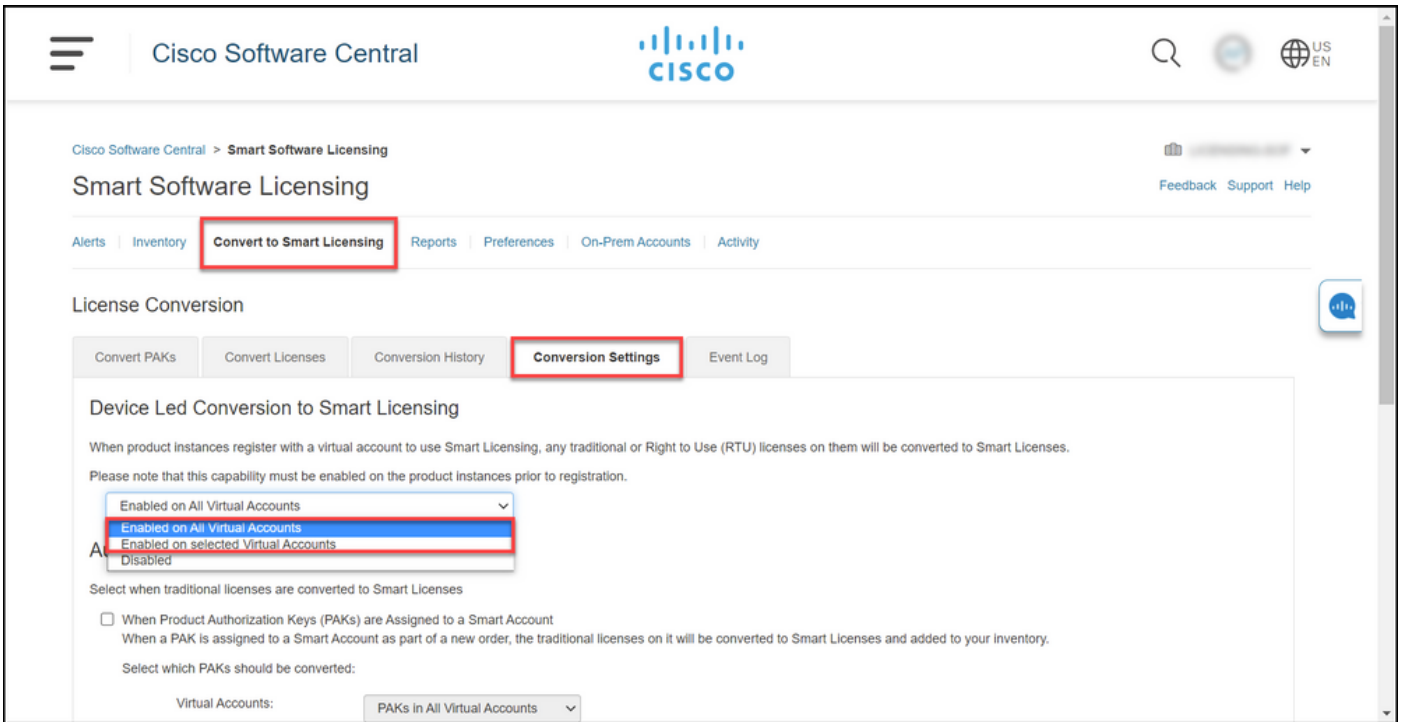 Cisco Software Central
CISCO
US
EN
Cisco Software Central > Smart Software Licensing
Smart Software Licensing
Feedback Support Help
Alerts Inventory Convert to Smart Licensing Reports Preferences On-Prem Accounts Activity
License Conversion
Convert PAKs Convert Licenses Conversion History Conversion Settings Event Log
Device Led Conversion to Smart Licensing
When product instances register with a virtual account to use Smart Licensing, any traditional or Right to Use (RTU) licenses on them will be converted to Smart Licenses.
Please note that this capability must be enabled on the product instances prior to registration.
Enabled on All Virtual Accounts
Enabled on All Virtual Accounts
Enabled on selected Virtual Accounts
Disabled
Select when traditional licenses are converted to Smart Licenses
When Product Authorization Keys (PAKs) are Assigned to a Smart Account
When a PAK is assigned to a Smart Account as part of a new order, the traditional licenses on it will be converted to Smart Licenses and added to your inventory.
Select which PAKs should be converted:
Virtual Accounts: PAKs in All Virtual Accounts